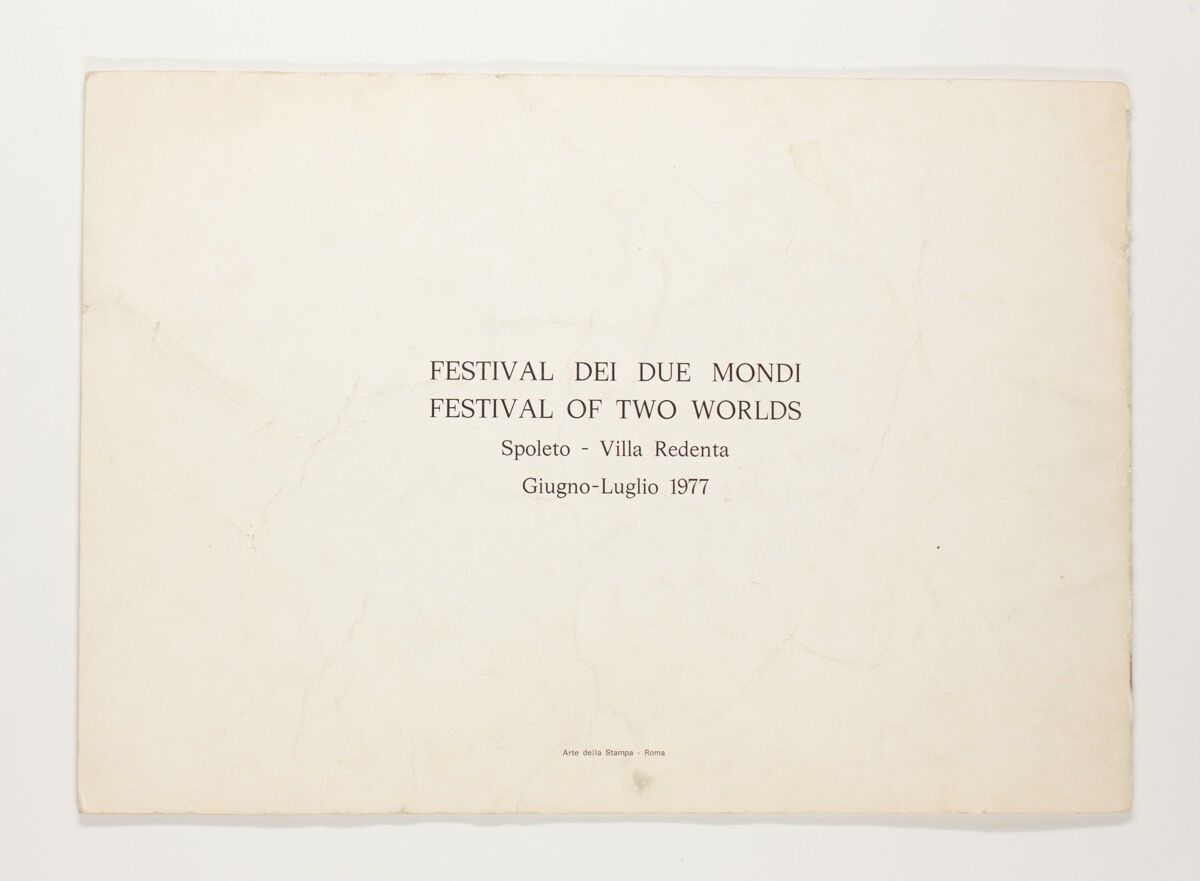 FESTIVAL DEI DUE MONDI
FESTIVAL OF TWO WORLDS
Spoleto - Villa Redenta
Giugno-Luglio 1977
Arte della Stampa - Roma